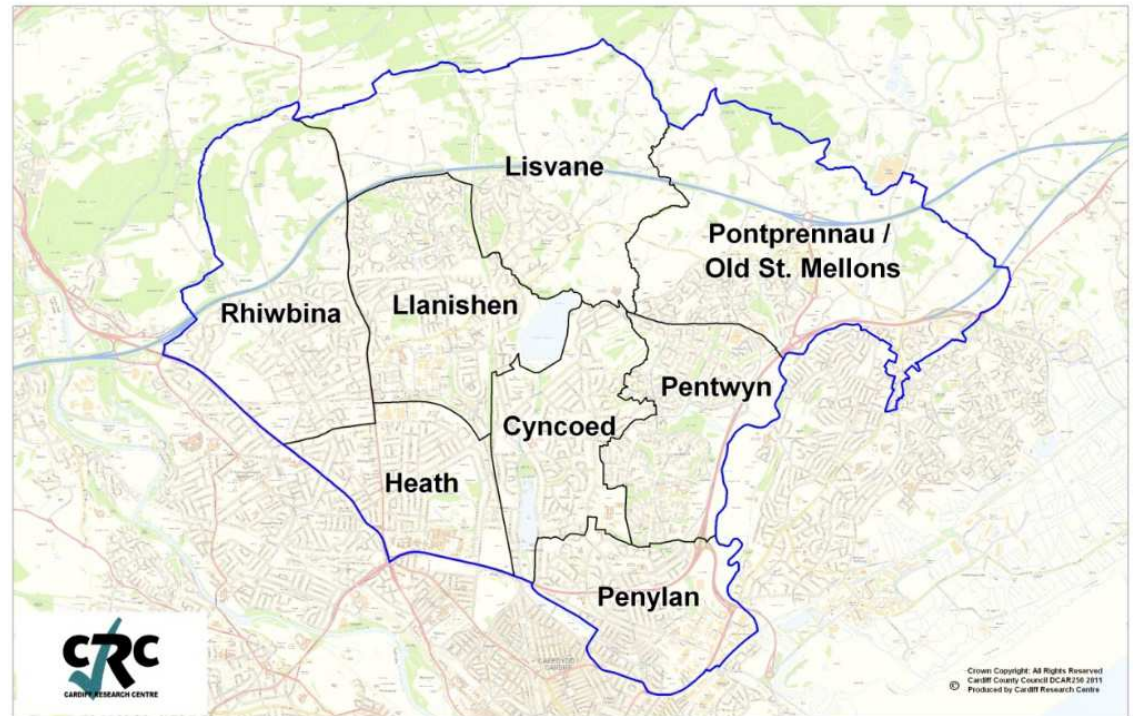 Lisvane
Pontprennau /
Old St. Mellons
Rhiwbina
Llanishen
Pentwyn
Cyncoed
Heath
Penylan
CRC
CARDIFF RESEARCH CENTRE
Crown Copyright: All Rights Reserved
Cardiff County Council DCAR250 2011
© Produced by Cardiff Research Centre